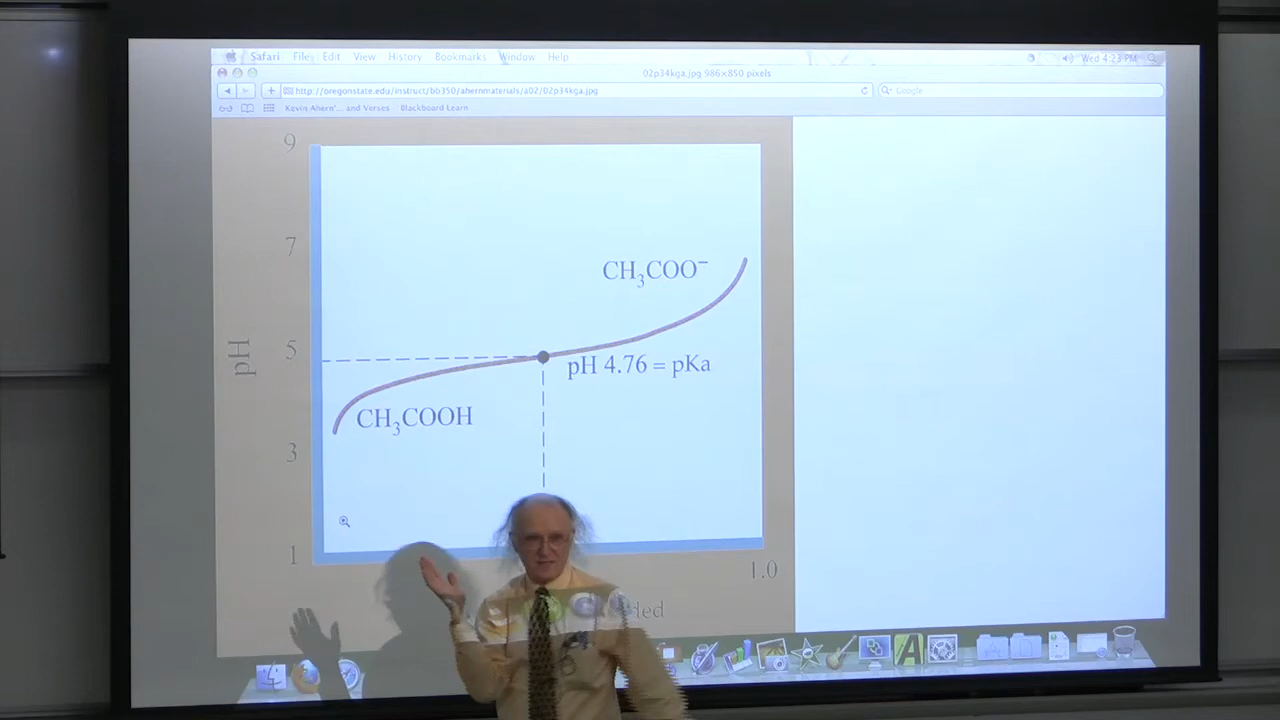 Safari File Edit View History Bookmarks Window Help Wed 4:23 PM
02p34kga.jpg 986×850 pixels
http://oregonstate.edu/instruct/bb350/ahernmaterials/a02/02p34kga.jpg Google
Kevin Ahern'... and Verses Blackboard Learn
9
7
CH₃COO⁻
5
pH
pH 4.76 = pKa
CH₃COOH
3
1
1.0